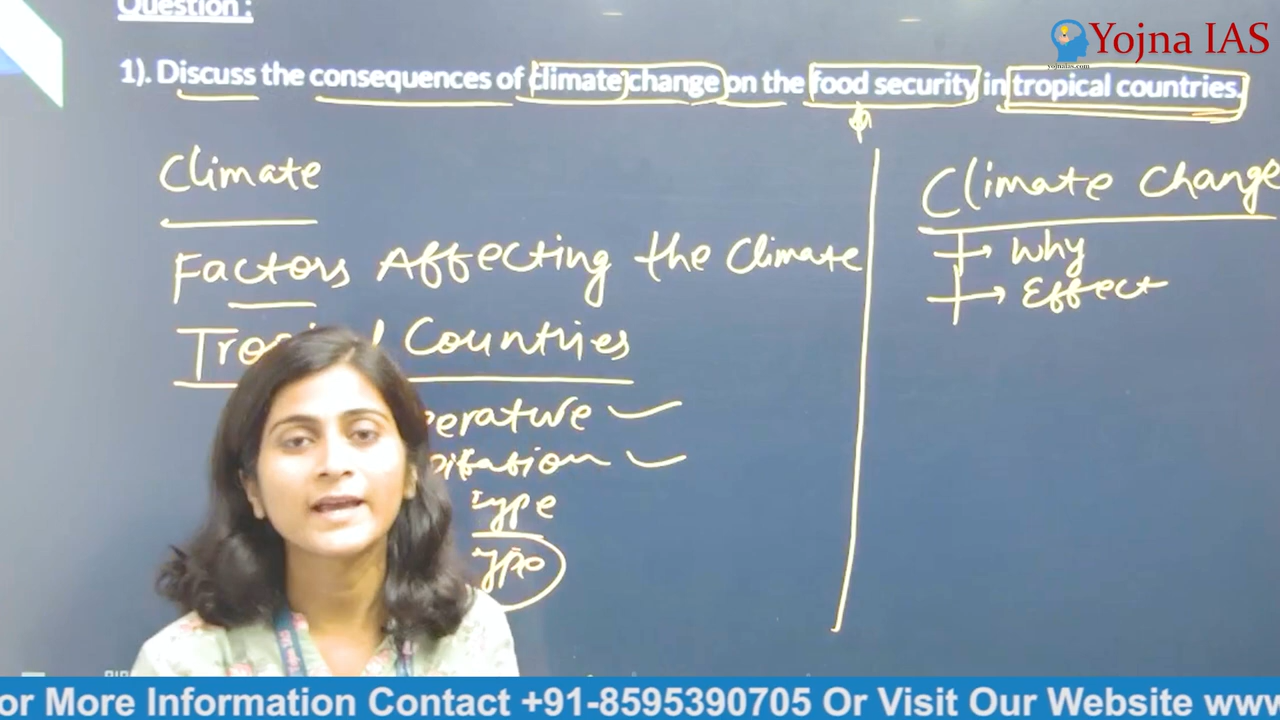 Question :
Yojna IAS
yojnaias.com
1). Discuss the consequences of climate change on the food security in tropical countries.
Climate
Factors Affecting the Climate
Countries
Climate Change
Why
Effect
or More Information Contact +91-8595390705 Or Visit Our Website www